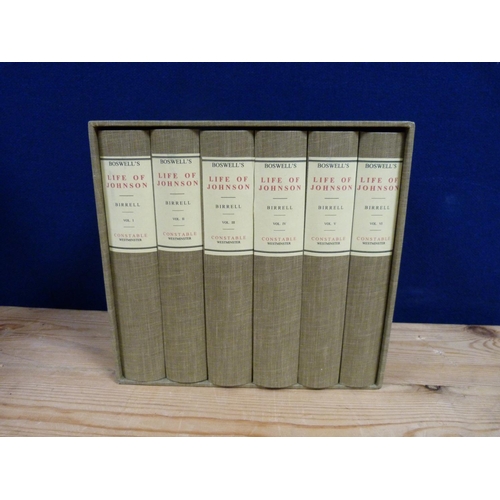 BOSWELL'S
LIFE OF
JOHNSON
BIRRELL
VOL. I
CONSTABLE
WESTMINSTER
BOSWELL'S
LIFE OF
JOHNSON
BIRRELL
VOL. II
CONSTABLE
WESTMINSTER
BOSWELL'S
LIFE OF
JOHNSON
BIRRELL
VOL. III
CONSTABLE
WESTMINSTER
BOSWELL'S
LIFE OF
JOHNSON
BIRRELL
VOL. IV
CONSTABLE
WESTMINSTER
BOSWELL'S
LIFE OF
JOHNSON
BIRRELL
VOL. V
CONSTABLE
WESTMINSTER
BOSWELL'S
LIFE OF
JOHNSON
BIRRELL
VOL. VI
CONSTABLE
WESTMINSTER